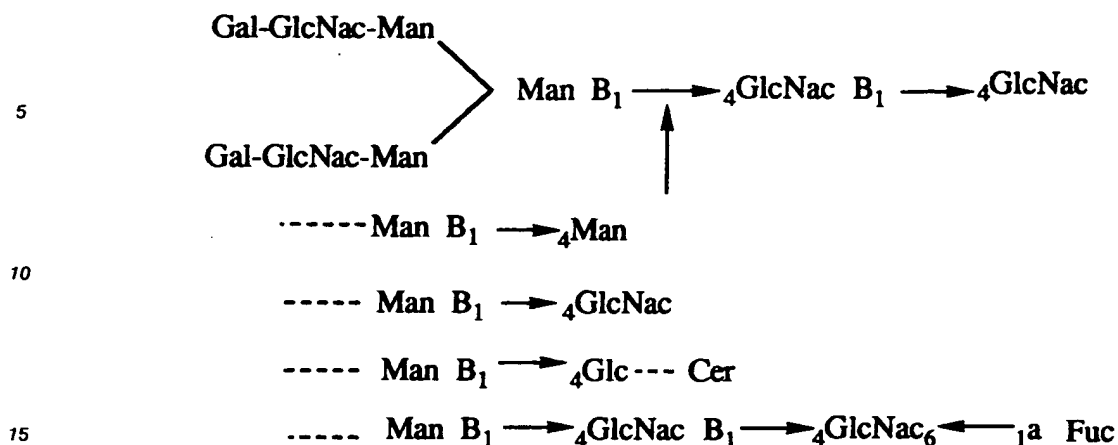 Gal-GlcNac-Man
5 Man B₁ → ₄GlcNac B₁ → ₄GlcNac
Gal-GlcNac-Man
------ Man B₁ → ₄Man
10
----- Man B₁ → ₄GlcNac
----- Man B₁ → ₄Glc --- Cer
15 ----- Man B₁ → ₄GlcNac B₁ → ₄GlcNac₆ ← ₁a Fuc